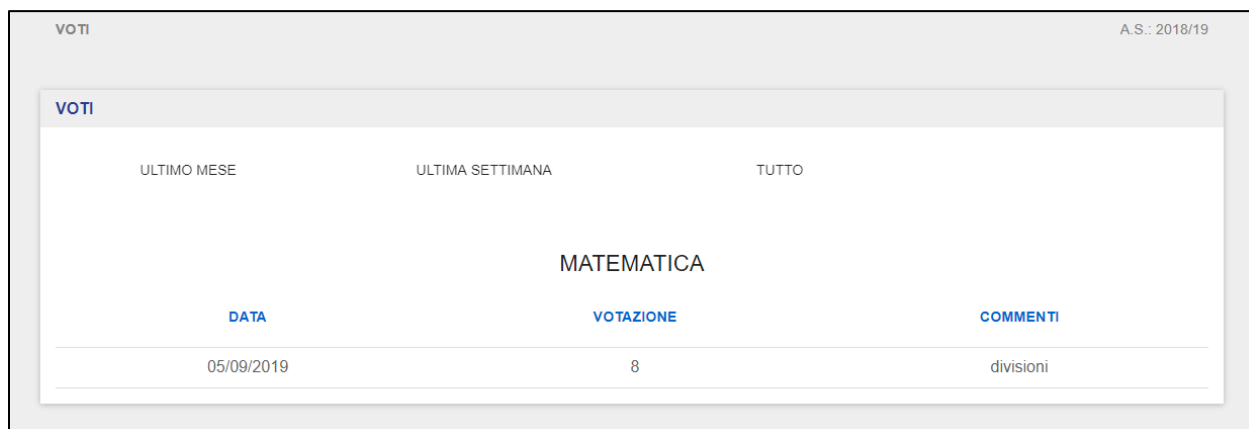 VOTI A.S.: 2018/19
VOTI
ULTIMO MESE ULTIMA SETTIMANA TUTTO
MATEMATICA
DATA VOTAZIONE COMMENTI
05/09/2019 8 divisioni